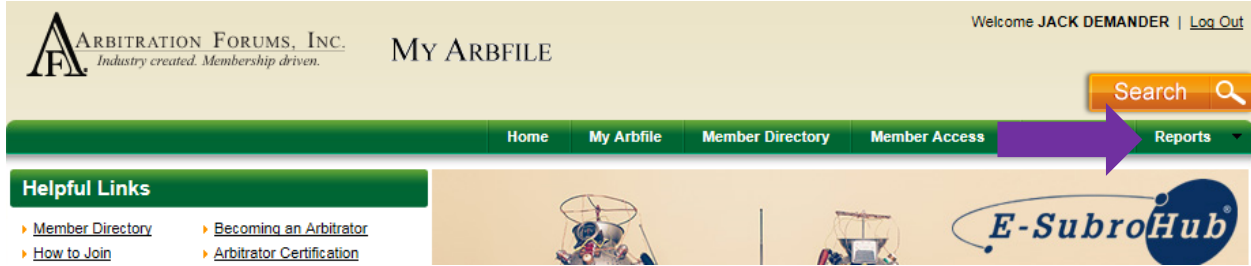 Welcome JACK DEMANDER | Log Out
AF.
ARBITRATION FORUMS, INC.
Industry created. Membership driven.
MY ARBFILE
Search
Home My Arbfile Member Directory Member Access Reports
Helpful Links
Member Directory
Becoming an Arbitrator
How to Join
Arbitrator Certification
E-SubroHub®